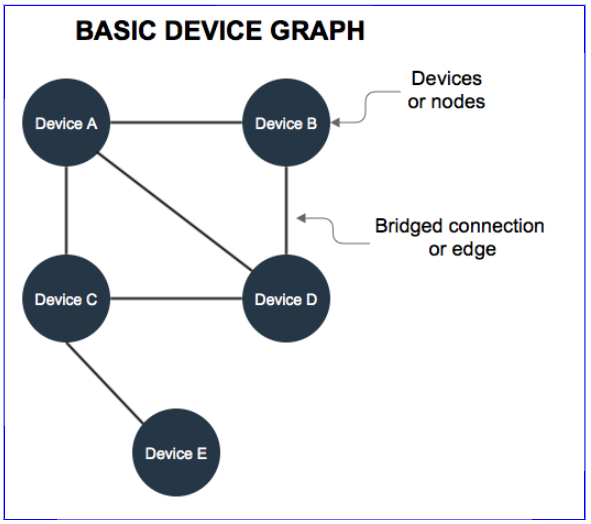 BASIC DEVICE GRAPH
Devices
or nodes
Device A
Device B
Bridged connection
or edge
Device C
Device D
Device E